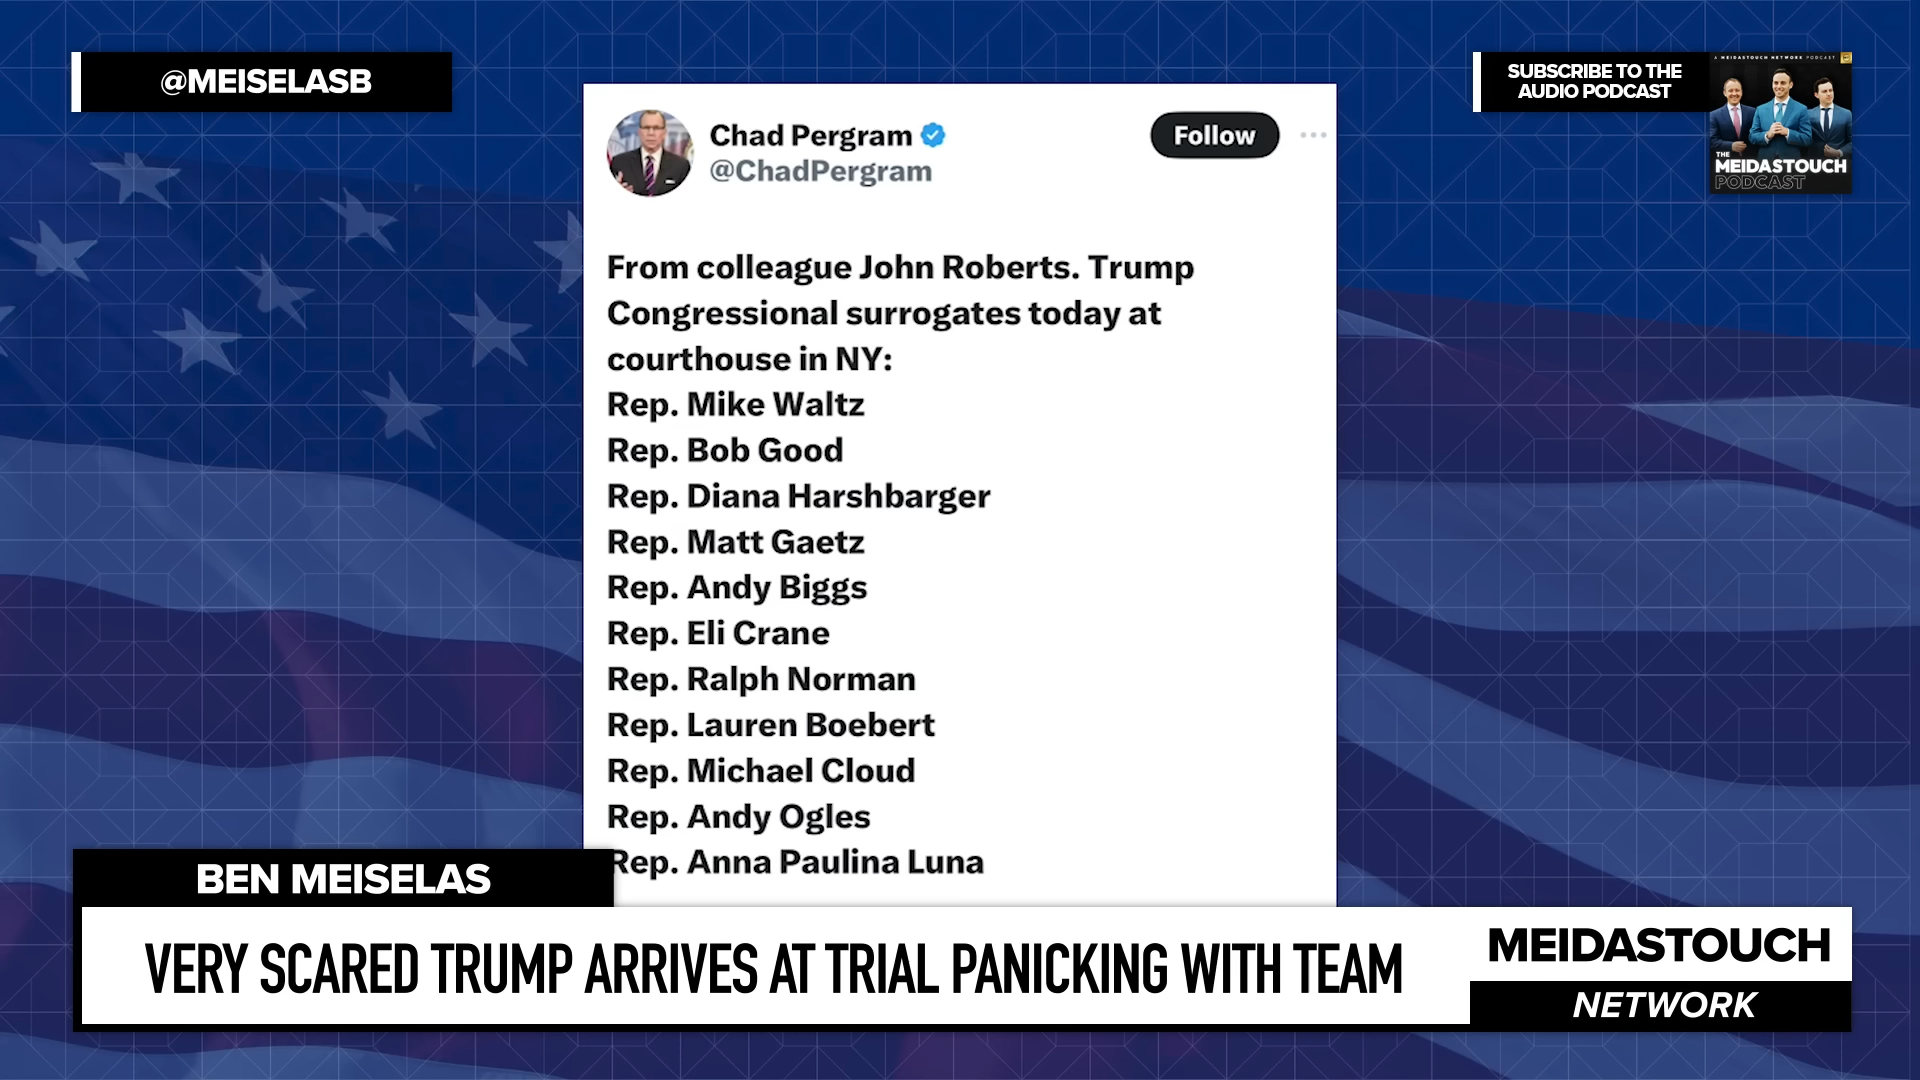 @MEISELASB
SUBSCRIBE TO THE
AUDIO PODCAST
A MEIDASTOUCH NETWORK PODCAST
THE
MEIDASTOUCH
PODCAST
Chad Pergram
@ChadPergram
Follow
From colleague John Roberts. Trump
Congressional surrogates today at
courthouse in NY:
Rep. Mike Waltz
Rep. Bob Good
Rep. Diana Harshbarger
Rep. Matt Gaetz
Rep. Andy Biggs
Rep. Eli Crane
Rep. Ralph Norman
Rep. Lauren Boebert
Rep. Michael Cloud
Rep. Andy Ogles
Rep. Anna Paulina Luna
BEN MEISELAS
VERY SCARED TRUMP ARRIVES AT TRIAL PANICKING WITH TEAM
MEIDASTOUCH
NETWORK